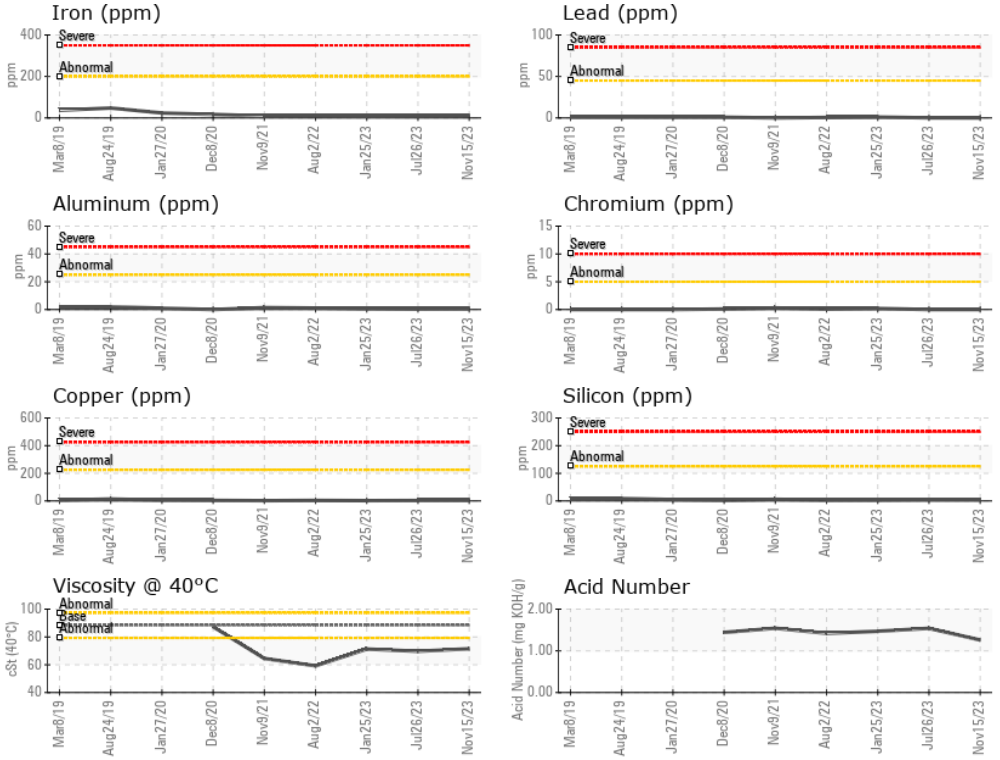 Iron (ppm)
400
Severe
Abnormal
200
0
ppm
Mar8/19
Aug24/19
Jan27/20
Dec8/20
Nov9/21
Aug2/22
Jan25/23
Jul26/23
Nov15/23
Lead (ppm)
100
Severe
Abnormal
50
0
ppm
Mar8/19
Aug24/19
Jan27/20
Dec8/20
Nov9/21
Aug2/22
Jan25/23
Jul26/23
Nov15/23
Aluminum (ppm)
60
Severe
40
Abnormal
20
0
ppm
Mar8/19
Aug24/19
Jan27/20
Dec8/20
Nov9/21
Aug2/22
Jan25/23
Jul26/23
Nov15/23
Chromium (ppm)
15
Severe
10
Abnormal
5
0
ppm
Mar8/19
Aug24/19
Jan27/20
Dec8/20
Nov9/21
Aug2/22
Jan25/23
Jul26/23
Nov15/23
Copper (ppm)
600
Severe
400
Abnormal
200
0
ppm
Mar8/19
Aug24/19
Jan27/20
Dec8/20
Nov9/21
Aug2/22
Jan25/23
Jul26/23
Nov15/23
Silicon (ppm)
300
Severe
200
Abnormal
100
0
ppm
Mar8/19
Aug24/19
Jan27/20
Dec8/20
Nov9/21
Aug2/22
Jan25/23
Jul26/23
Nov15/23
Viscosity @ 40°C
100
Abnormal
Base
Abnormal
80
60
40
cSt (40°C)
Mar8/19
Aug24/19
Jan27/20
Dec8/20
Nov9/21
Aug2/22
Jan25/23
Jul26/23
Nov15/23
Acid Number
2.00
1.00
0.00
Acid Number (mg KOH/g)
Mar8/19
Aug24/19
Jan27/20
Dec8/20
Nov9/21
Aug2/22
Jan25/23
Jul26/23
Nov15/23